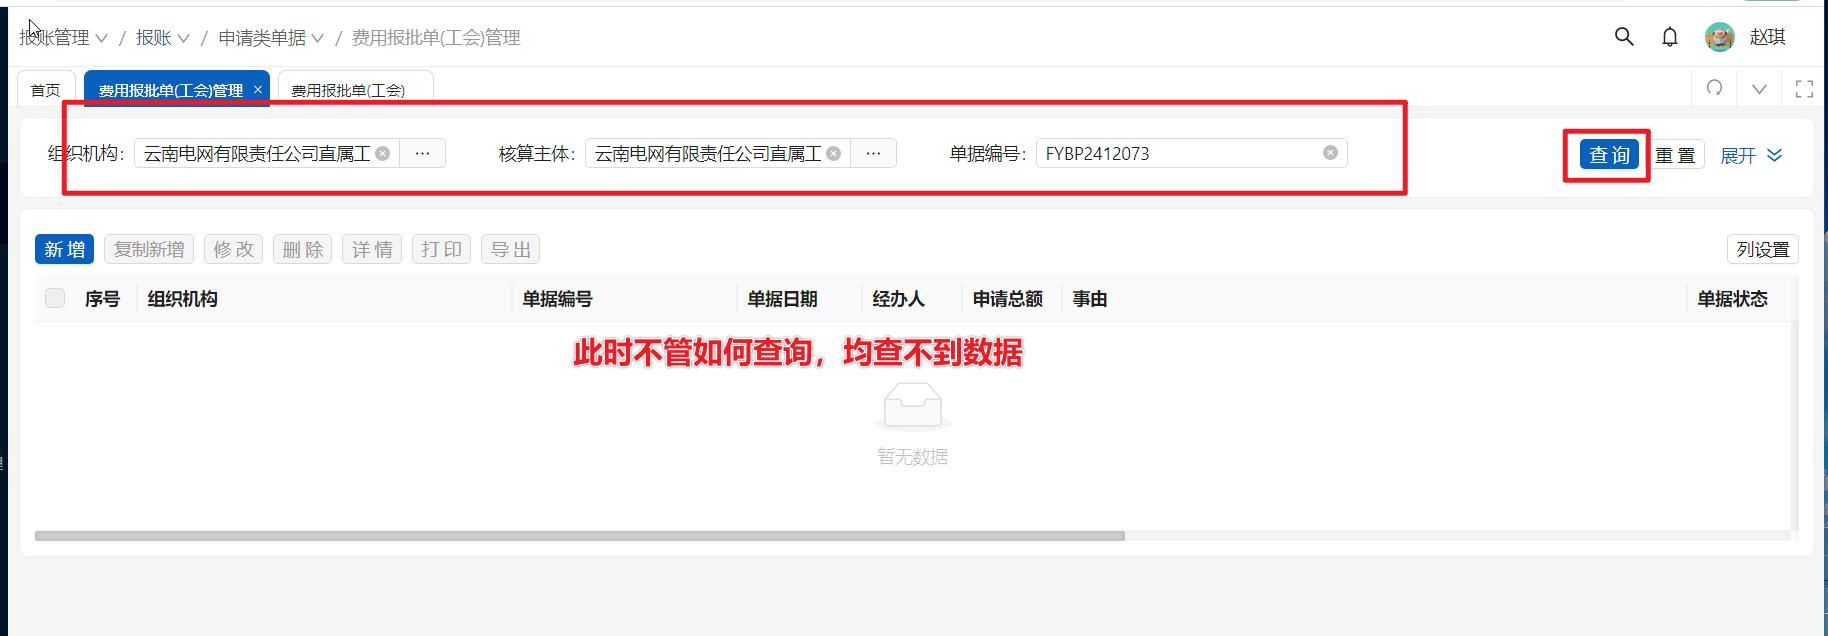 报账管理 / 报账 / 申请类单据 / 费用报批单(工会)管理
赵琪
首页 费用报批单(工会)管理 × 费用报批单(工会)
组织机构: 云南电网有限责任公司直属工 ··· 核算主体: 云南电网有限责任公司直属工 ··· 单据编号: FYBP2412073 查 询 重 置 展开
新 增 复制新增 修 改 删 除 详 情 打 印 导 出 列设置
序号 组织机构 单据编号 单据日期 经办人 申请总额 事由 单据状态
此时不管如何查询，均查不到数据
暂无数据